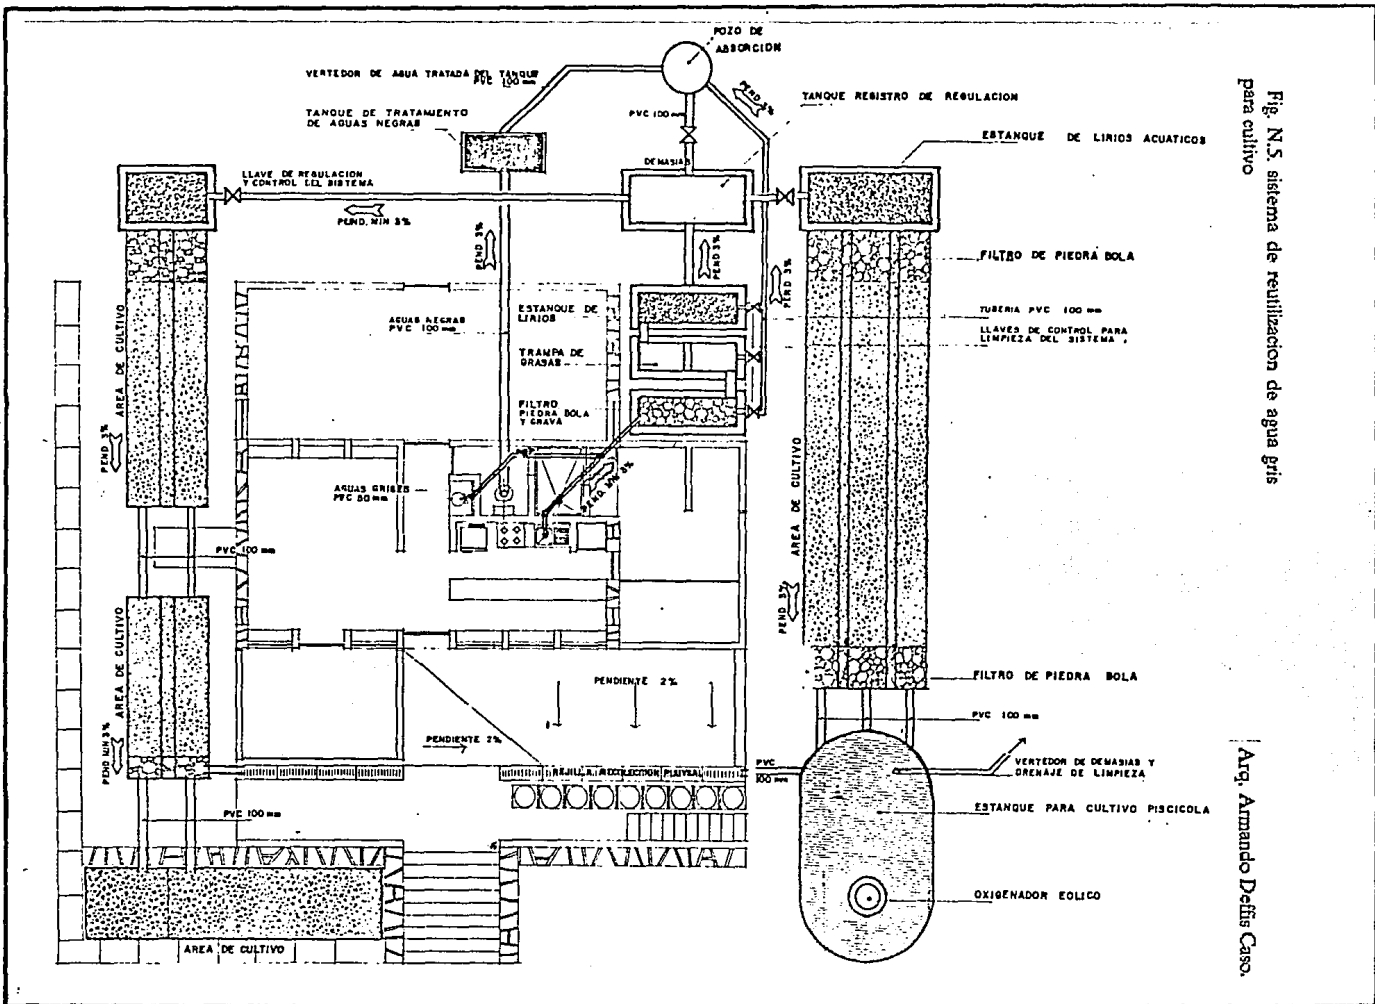 POZO DE
ABSORCION
VERTEDOR DE AGUA TRATADA DEL TANQUE
PVC 100 mm
TANQUE DE TRATAMIENTO
DE AGUAS NEGRAS
PEND 3%
PVC 100 mm
TANQUE REGISTRO DE REGULACION
ESTANQUE DE LIRIOS ACUATICOS
DEMASIAS
LLAVE DE REGULACION
Y CONTROL DEL SISTEMA
PEND. MIN 3%
PEND 3%
PEND 3%
PEND 3%
FILTRO DE PIEDRA BOLA
ESTANQUE DE
LIRIOS
AGUAS NEGRAS
PVC 100 mm
TUBERIA PVC 100 mm
LLAVES DE CONTROL PARA
LIMPIEZA DEL SISTEMA
TRAMPA DE
GRASAS
FILTRO
PIEDRA BOLA
Y GRAVA
AREA DE CULTIVO
PEND 3%
AGUAS GRISES
PVC 50 mm
PEND. MIN 3%
AREA DE CULTIVO
PEND 3%
PVC 100 mm
AREA DE CULTIVO
PEND MIN 3%
PENDIENTE 2%
PENDIENTE 2%
FILTRO DE PIEDRA BOLA
PVC 100 mm
REJILLA RECOLECCION PLUVIAL
PVC
100 mm
VERTEDOR DE DEMASIAS Y
DRENAJE DE LIMPIEZA
PVC 100 mm
ESTANQUE PARA CULTIVO PISCICOLA
OXIGENADOR EOLICO
AREA DE CULTIVO
Fig. N.5. sistema de reutilizacion de agua gris
para cultivo
Arq. Armando Deffis Caso.